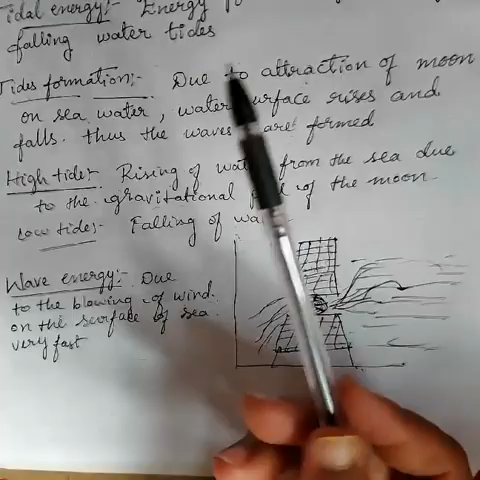 Tidal energy:- Energy
falling water tides
Tides formation:- Due to attraction of moon
on sea water, water surface rises and
falls. thus the waves are formed
High tide:- Rising of water from the sea due
to the gravitational of the moon
Low tides:- Falling of
Wave energy:- Due
to the blowing of wind
on the surface of sea
very fast